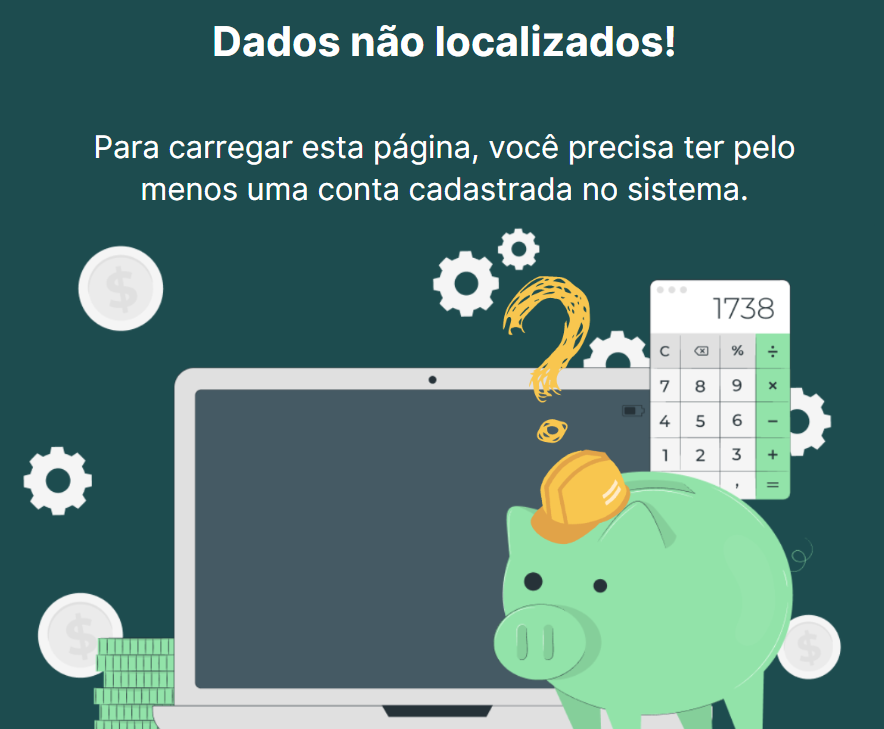 Dados não localizados!
Para carregar esta página, você precisa ter pelo
menos uma conta cadastrada no sistema.
1738
C % ÷
7 8 9 ×
4 5 6 −
1 2 3 +
, =
?